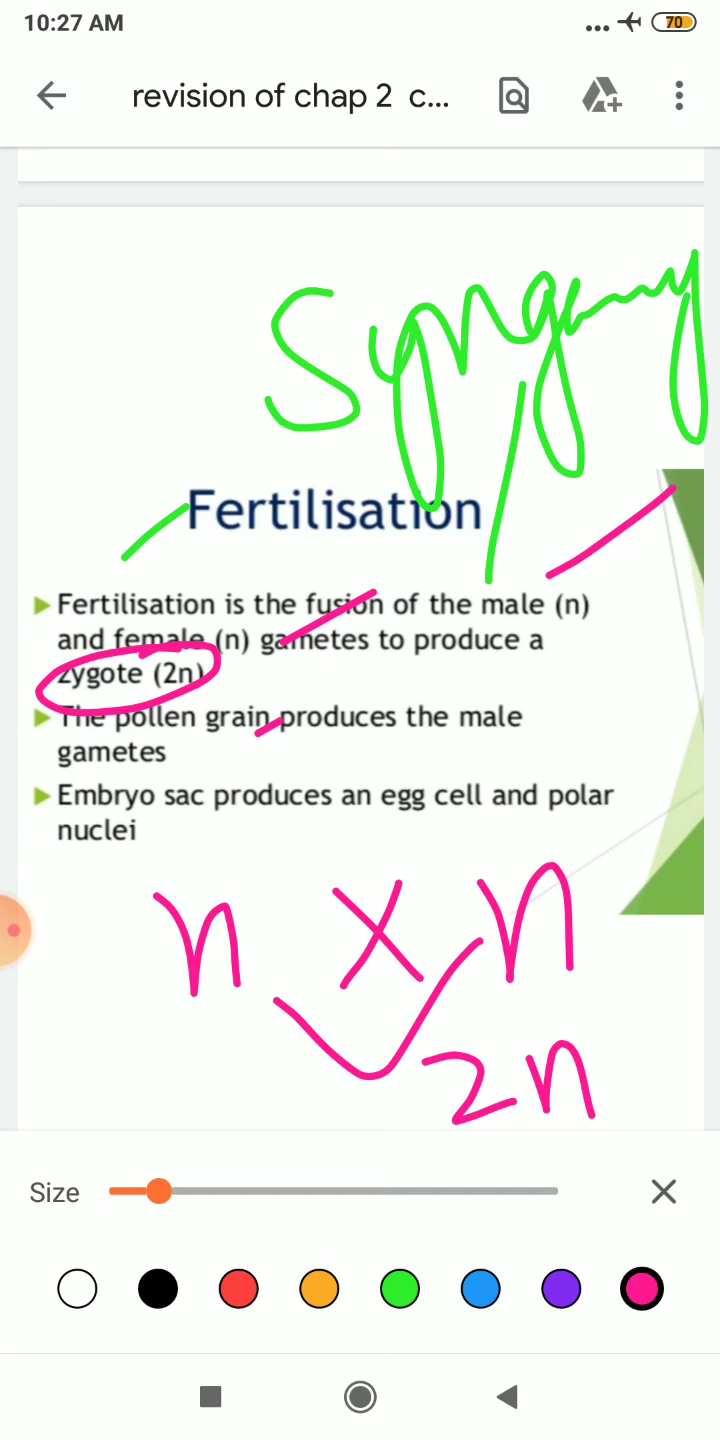 10:27 AM
70
revision of chap 2 c...
Syngamy
Fertilisation
Fertilisation is the fusion of the male (n)
and female (n) gametes to produce a
zygote (2n)
The pollen grain produces the male
gametes
Embryo sac produces an egg cell and polar
nuclei
n x n
2n
Size